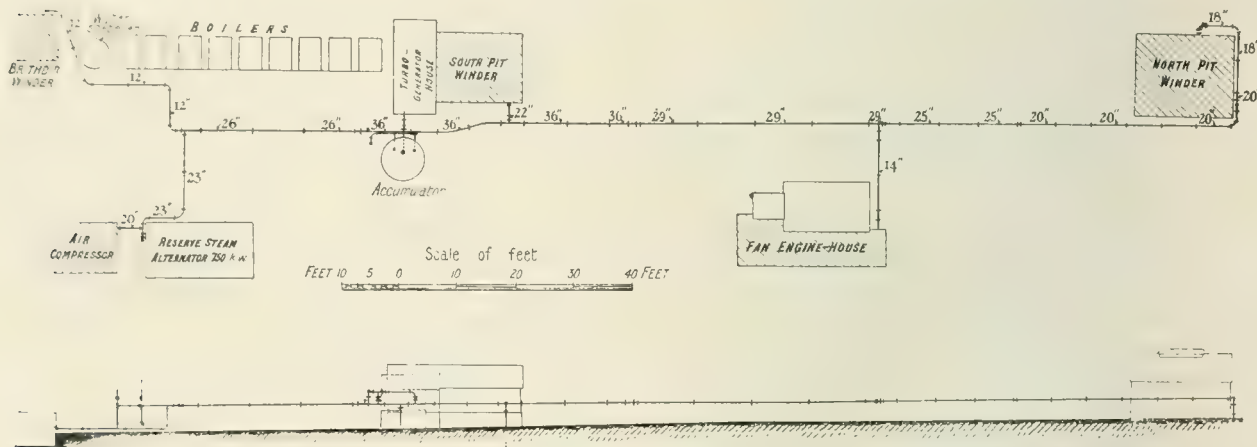 BOILERS
TURBO-
GENERATOR
HOUSE
SOUTH PIT
WINDER
NORTH PIT
WINDER
WINDER
18"
18"
20"
20"
12"
12"
26"
26"
36"
36"
22"
36"
36"
29"
29"
29"
25"
25"
20"
20"
14"
23"
23"
20"
Accumulator
AIR
COMPRESSOR
RESERVE STEAM
ALTERNATOR 750 KW
FAN ENGINE-HOUSE
Scale of feet
FEET 10 5 0 10 20 30 40 FEET